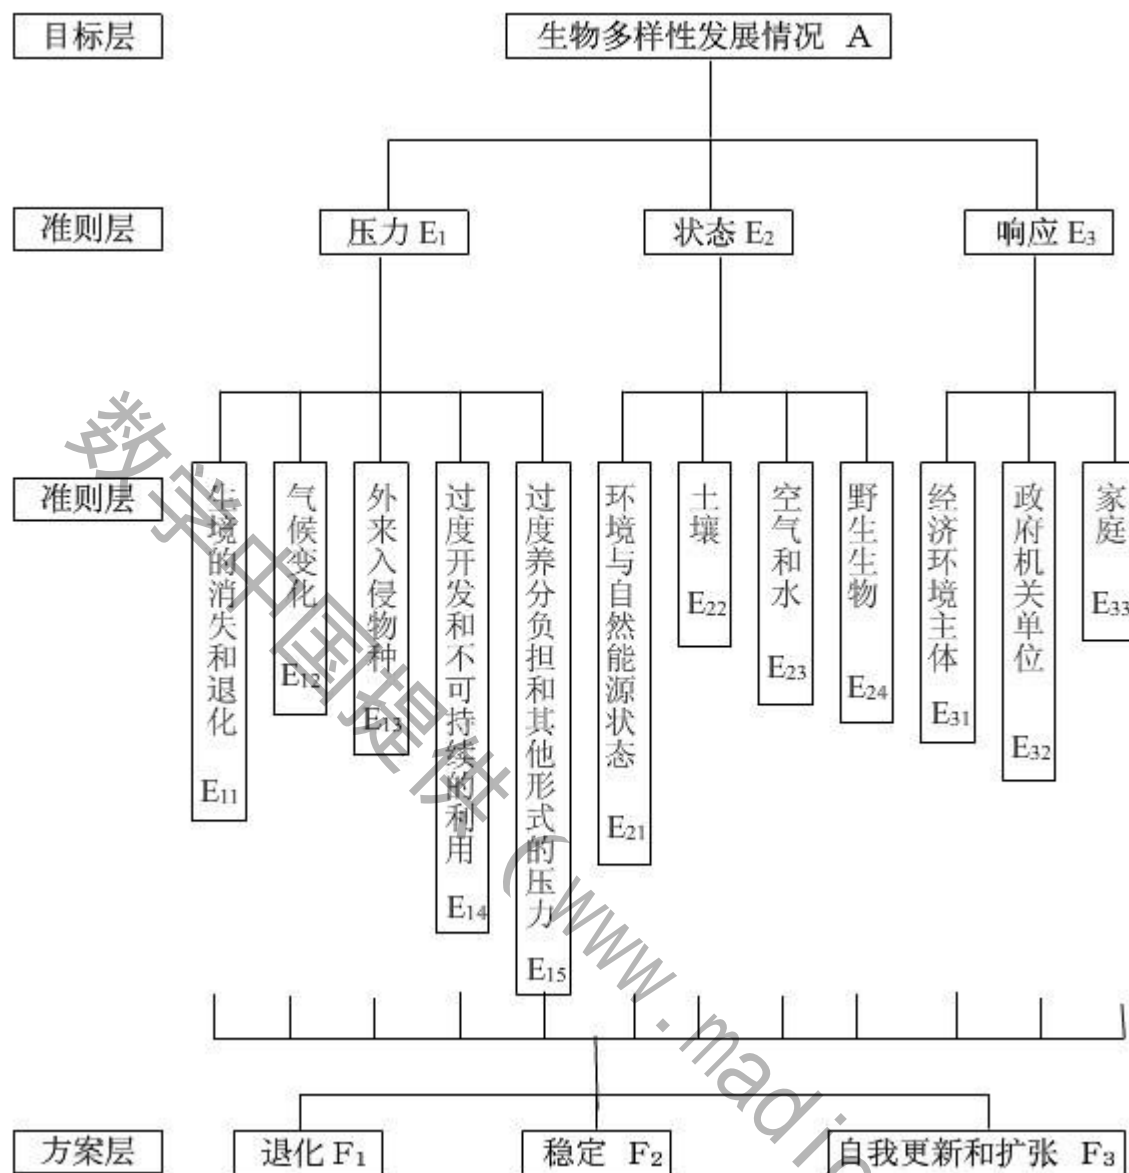 目标层
生物多样性发展情况 A
准则层
压力 E₁
状态 E₂
响应 E₃
准则层
生境的消失和退化 E₁₁
气候变化 E₁₂
外来入侵物种 E₁₃
过度开发和不可持续的利用 E₁₄
过度养分负担和其他形式的压力 E₁₅
环境与自然能源状态 E₂₁
土壤 E₂₂
空气和水 E₂₃
野生生物 E₂₄
经济环境主体 E₃₁
政府机关单位 E₃₂
家庭 E₃₃
数学中国提供 (www.madi
方案层
退化 F₁
稳定 F₂
自我更新和扩张 F₃